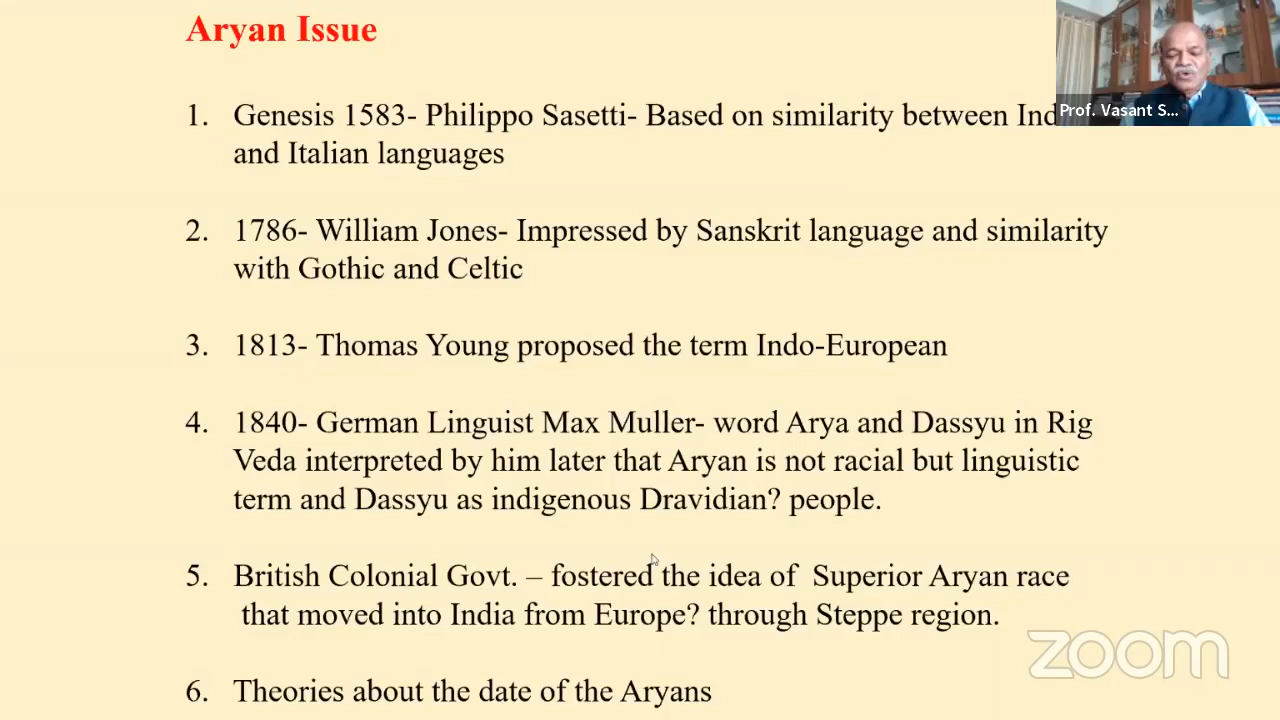 Aryan Issue
1. Genesis 1583- Philippo Sasetti- Based on similarity between Ind
and Italian languages
2. 1786- William Jones- Impressed by Sanskrit language and similarity
with Gothic and Celtic
3. 1813- Thomas Young proposed the term Indo-European
4. 1840- German Linguist Max Muller- word Arya and Dassyu in Rig
Veda interpreted by him later that Aryan is not racial but linguistic
term and Dassyu as indigenous Dravidian? people.
5. British Colonial Govt. – fostered the idea of Superior Aryan race
that moved into India from Europe? through Steppe region.
6. Theories about the date of the Aryans
Prof. Vasant S...
zoom